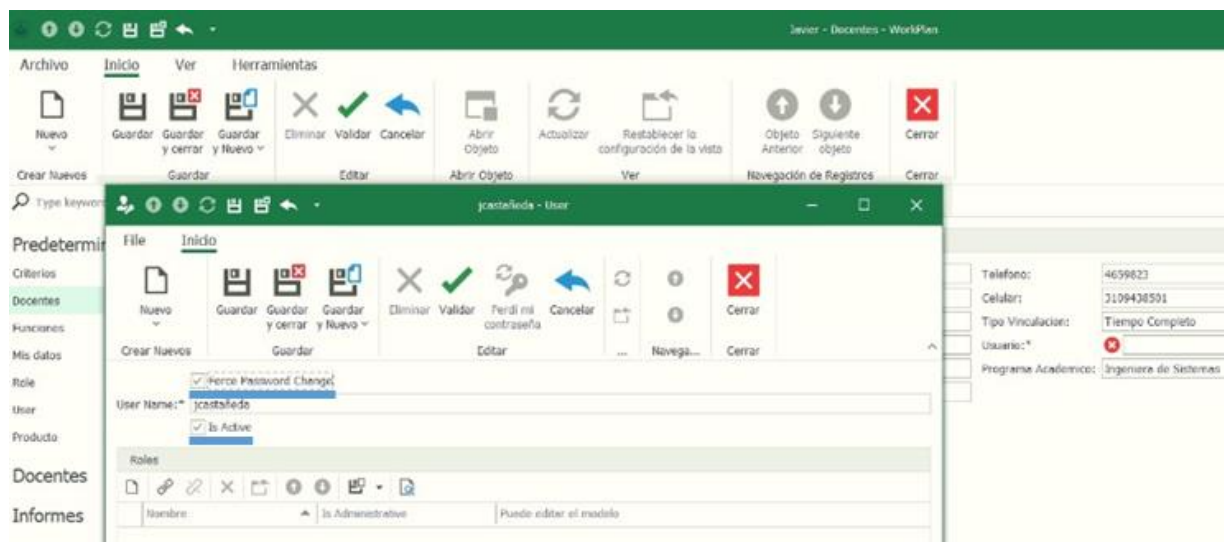 Javier - Docentes - WorkPlan
Archivo Inicio Ver Herramientas
Nuevo Guardar Guardar y cerrar Guardar y Nuevo Eliminar Validar Cancelar Abrir Objeto Actualizar Restablecer la configuración de la vista Objeto Anterior Siguiente objeto Cerrar
Crear Nuevos Guardar Editar Abrir Objeto Ver Navegación de Registros Cerrar
Type keywor
jcastañeda - User
Predetermin
File Inicio
Criterios
Docentes
Funciones
Mis datos
Role
User
Producto
Docentes
Informes
Nuevo Guardar Guardar y cerrar Guardar y Nuevo Eliminar Validar Perdí mi contraseña Cancelar Cerrar
Crear Nuevos Guardar Editar ... Navega... Cerrar
Force Password Change
User Name:* jcastañeda
Is Active
Roles
Nombre Is Administrative Puede editar el modelo
Telefono: 4659823
Celular: 3109438501
Tipo Vinculacion: Tiempo Completo
Usuario:*
Programa Academico: Ingeniera de Sistemas